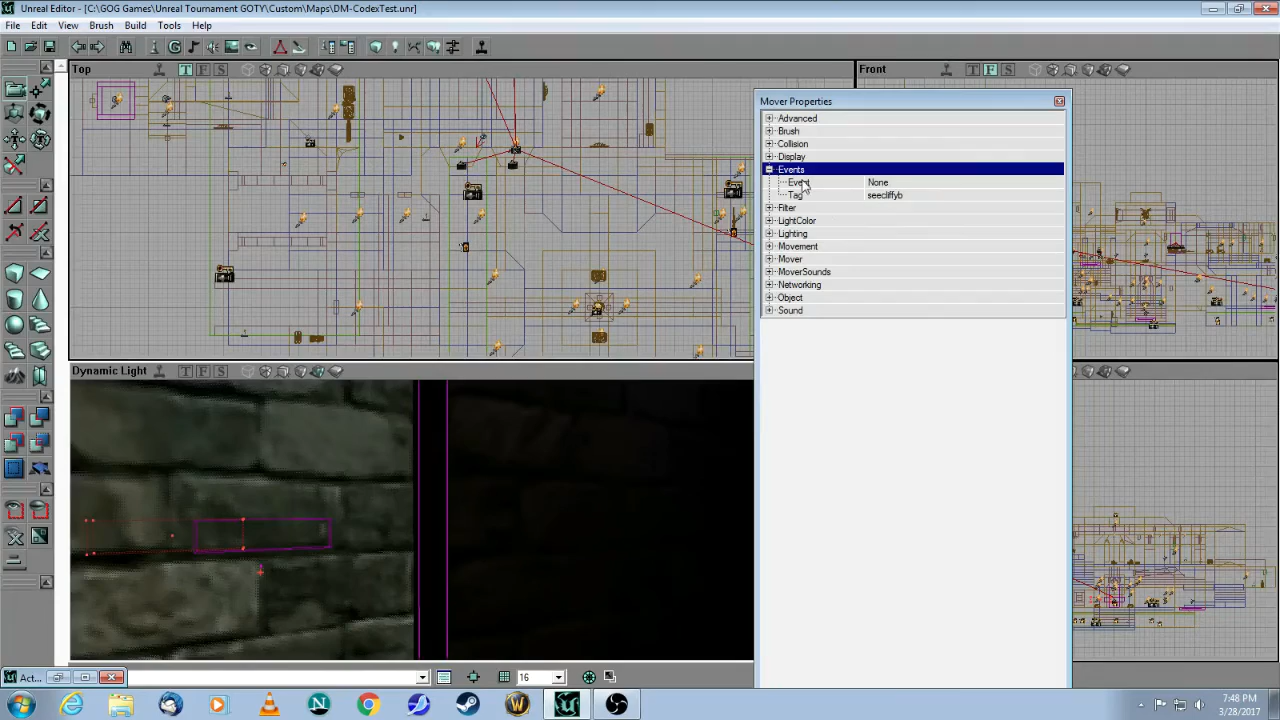 Unreal Editor - [C:\GOG Games\Unreal Tournament GOTY\Custom\Maps\DM-CodexTest.unr]
File Edit View Brush Build Tools Help
Top T F S
Front T F S
Mover Properties
Advanced
Brush
Collision
Display
Events
Event None
Tag seecliffyb
Filter
LightColor
Lighting
Movement
Mover
MoverSounds
Networking
Object
Sound
Dynamic Light T F S
Act... 16
7:48 PM
3/28/2017